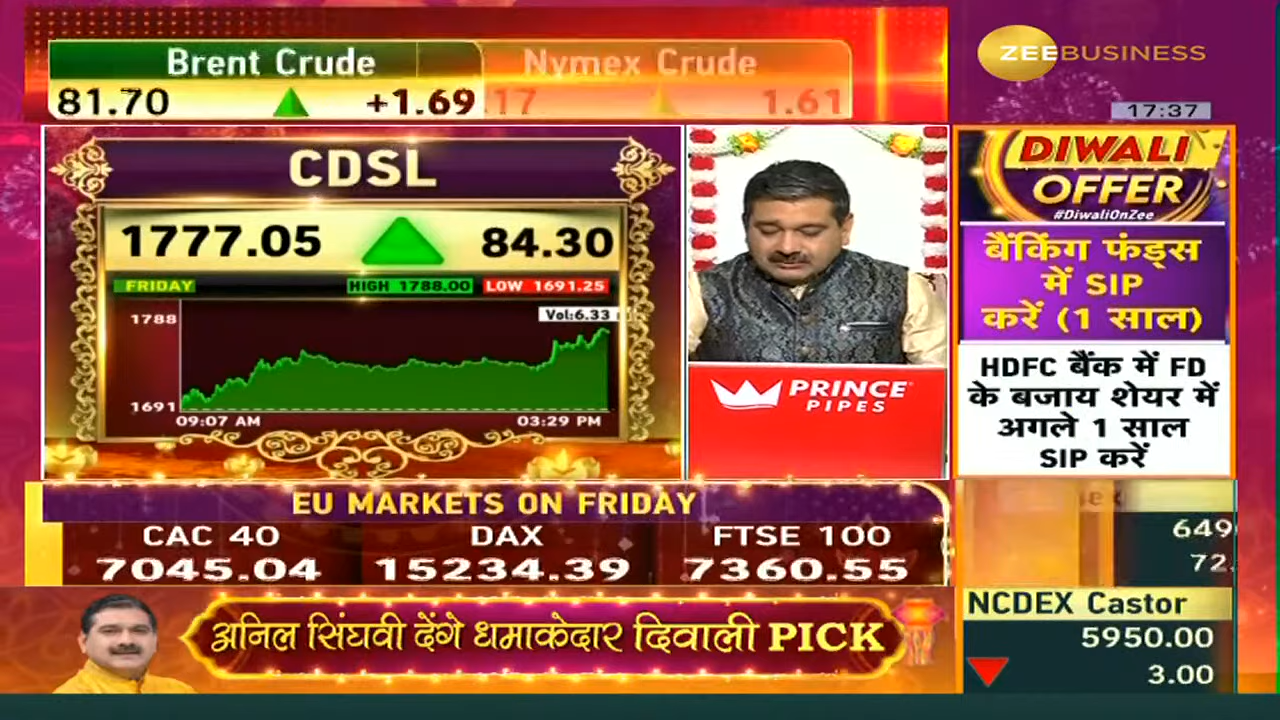 Brent Crude
81.70 +1.69
Nymex Crude
.17 1.61
ZEEBUSINESS
17:37
CDSL
1777.05 84.30
FRIDAY HIGH 1788.00 LOW 1691.25
Vol:6.33
1788
1691
09:07 AM 03:29 PM
PRINCE
PIPES
DIWALI
OFFER
#DiwaliOnZee
बैंकिंग फंड्स
में SIP
करें (1 साल)
HDFC बैंक में FD
के बजाय शेयर में
अगले 1 साल
SIP करें
EU MARKETS ON FRIDAY
CAC 40 DAX FTSE 100
7045.04 15234.39 7360.55
649
72.
NCDEX Castor
5950.00
3.00
अनिल सिंघवी देंगे धमाकेदार दिवाली PICK